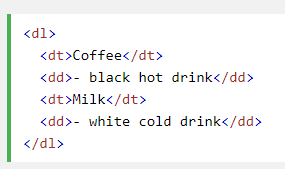 <dl>
  <dt>Coffee</dt>
  <dd>- black hot drink</dd>
  <dt>Milk</dt>
  <dd>- white cold drink</dd>
</dl>